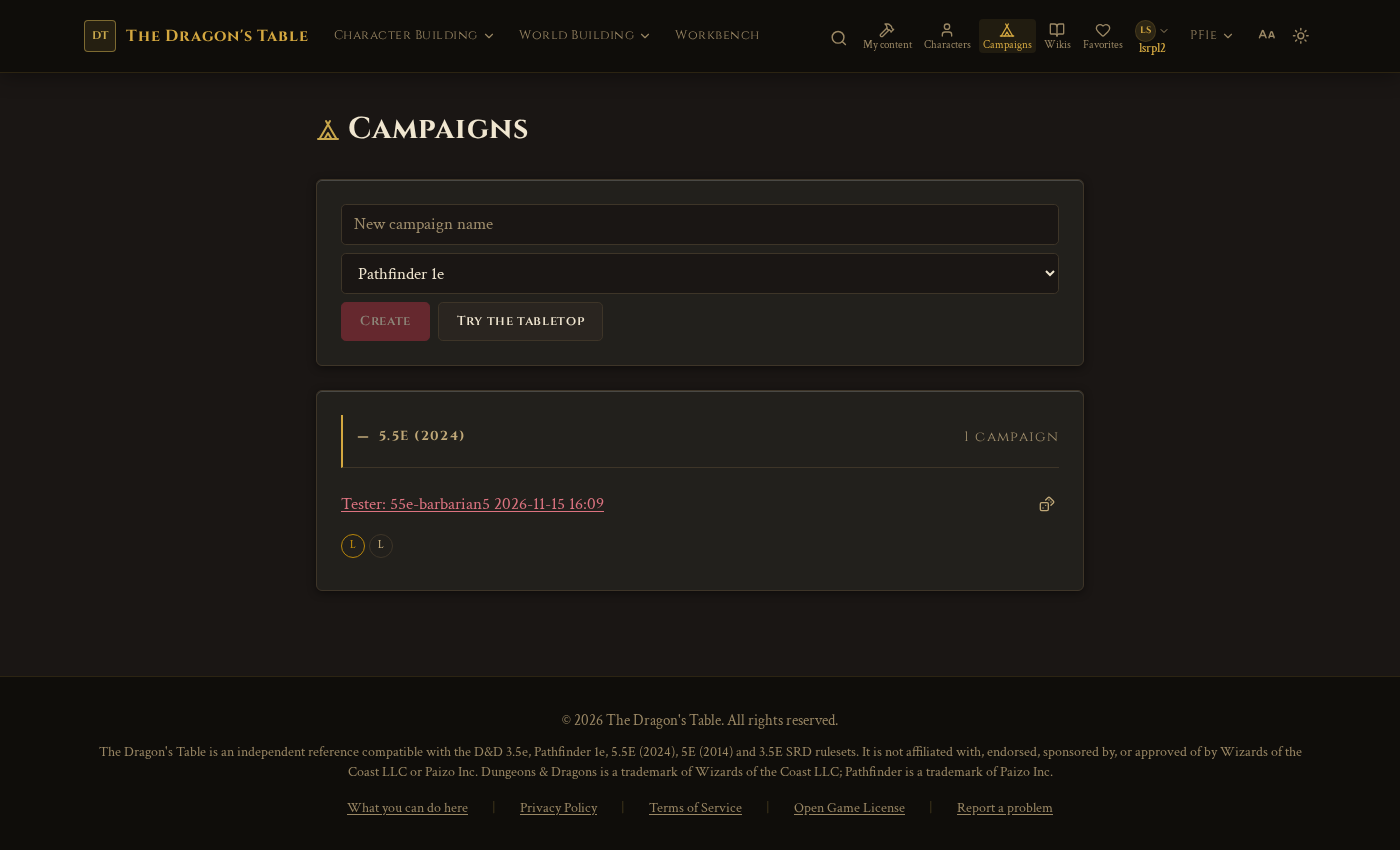 DT
The Dragon's Table
Character Building
World Building
Workbench
My content
Characters
Campaigns
Wikis
Favorites
LS
lsrpl2
PF1e
AA
Campaigns
New campaign name
Pathfinder 1e
Create
Try the tabletop
— 5.5E (2024)
1 campaign
Tester: 55e-barbarian5 2026-11-15 16:09
L
L
© 2026 The Dragon's Table. All rights reserved.
The Dragon's Table is an independent reference compatible with the D&D 3.5e, Pathfinder 1e, 5.5E (2024), 5E (2014) and 3.5E SRD rulesets. It is not affiliated with, endorsed, sponsored by, or approved of by Wizards of the
Coast LLC or Paizo Inc. Dungeons & Dragons is a trademark of Wizards of the Coast LLC; Pathfinder is a trademark of Paizo Inc.
What you can do here
Privacy Policy
Terms of Service
Open Game License
Report a problem